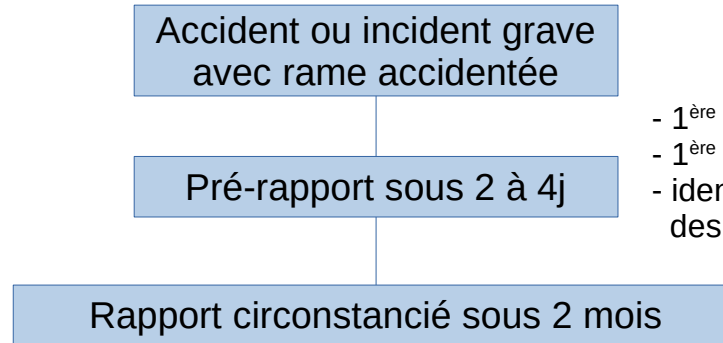 Accident ou incident grave
avec rame accidentée
- 1ère
- 1ère
Pré-rapport sous 2 à 4j
-
des
Rapport circonstancié sous 2 mois